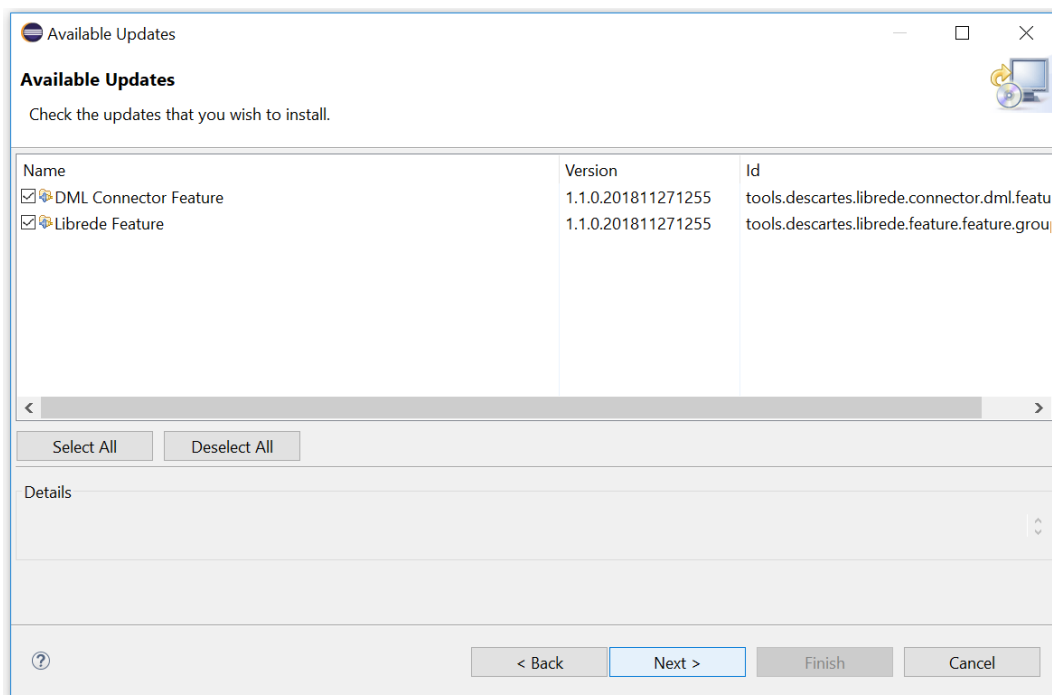 Available Updates
Available Updates
Check the updates that you wish to install.
Name Version Id
DML Connector Feature 1.1.0.201811271255 tools.descartes.librede.connector.dml.featu
Librede Feature 1.1.0.201811271255 tools.descartes.librede.feature.feature.grou
Select All Deselect All
Details
? < Back Next > Finish Cancel